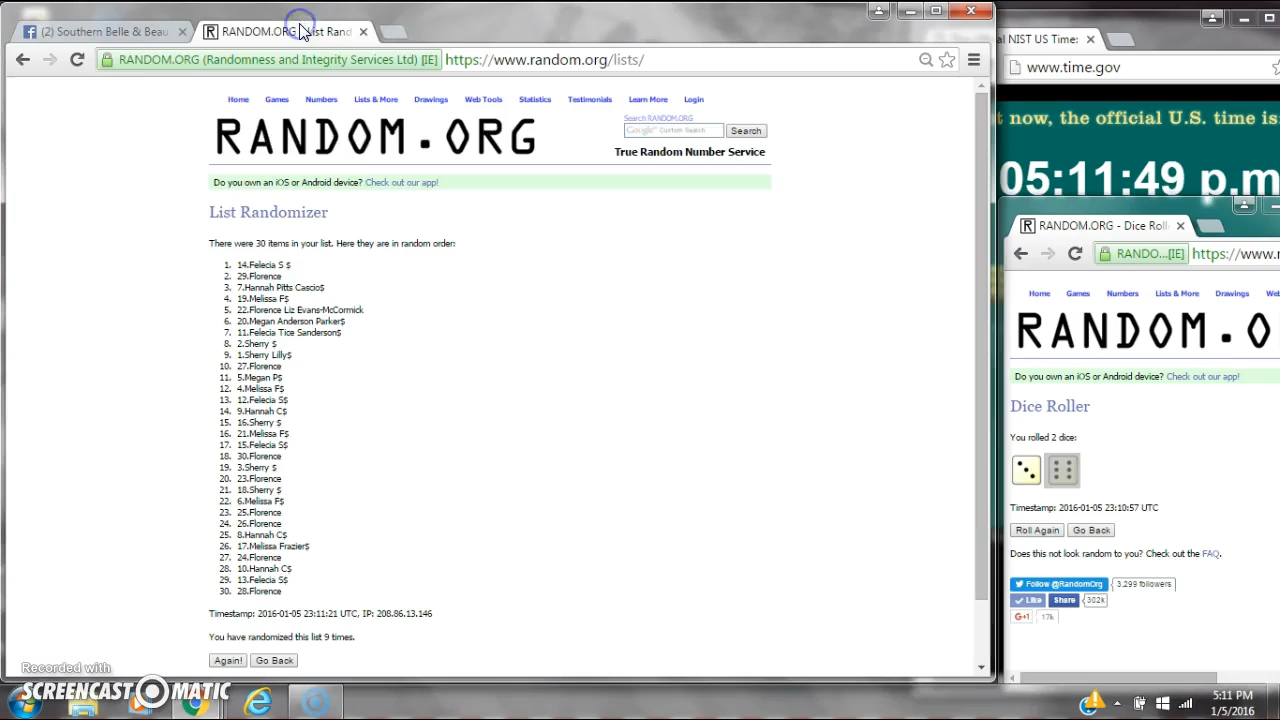 (2) Southern Belle & Beau
RANDOM.ORG - List Rand
RANDOM.ORG (Randomness and Integrity Services Ltd) [IE]
https://www.random.org/lists/
Home Games Numbers Lists & More Drawings Web Tools Statistics Testimonials Learn More Login
RANDOM.ORG
Search RANDOM.ORG
Google Custom Search
Search
True Random Number Service
Do you own an iOS or Android device? Check out our app!
List Randomizer
There were 30 items in your list. Here they are in random order:
1. 14.Felecia S $
2. 29.Florence
3. 7.Hannah Pitts Cascio$
4. 19.Melissa F$
5. 22.Florence Liz Evans-McCormick
6. 20.Megan Anderson Parker$
7. 11.Felecia Tice Sanderson$
8. 2.Sherry $
9. 1.Sherry Lilly$
10. 27.Florence
11. 5.Megan P$
12. 4.Melissa F$
13. 12.Felecia S$
14. 9.Hannah C$
15. 16.Sherry $
16. 21.Melissa F$
17. 15.Felecia S$
18. 30.Florence
19. 3.Sherry $
20. 23.Florence
21. 18.Sherry $
22. 6.Melissa F$
23. 25.Florence
24. 26.Florence
25. 8.Hannah C$
26. 17.Melissa Frazier$
27. 24.Florence
28. 10.Hannah C$
29. 13.Felecia S$
30. 28.Florence
Timestamp: 2016-01-05 23:11:21 UTC, IP: 208.86.13.146
You have randomized this list 9 times.
Again! Go Back
al NIST US Time:
www.time.gov
t now, the official U.S. time is:
05:11:49 p.m
RANDOM.ORG - Dice Roll
RANDO...[IE]
https://www.r
Home Games Numbers Lists & More Drawings Web
RANDOM.O
Do you own an iOS or Android device? Check out our app!
Dice Roller
You rolled 2 dice:
Timestamp: 2016-01-05 23:10:57 UTC
Roll Again Go Back
Does this not look random to you? Check out the FAQ.
Follow @RandomOrg 3,299 followers
Like Share 302k
G+1 17k
Recorded with
SCREENCAST MATIC
5:11 PM
1/5/2016